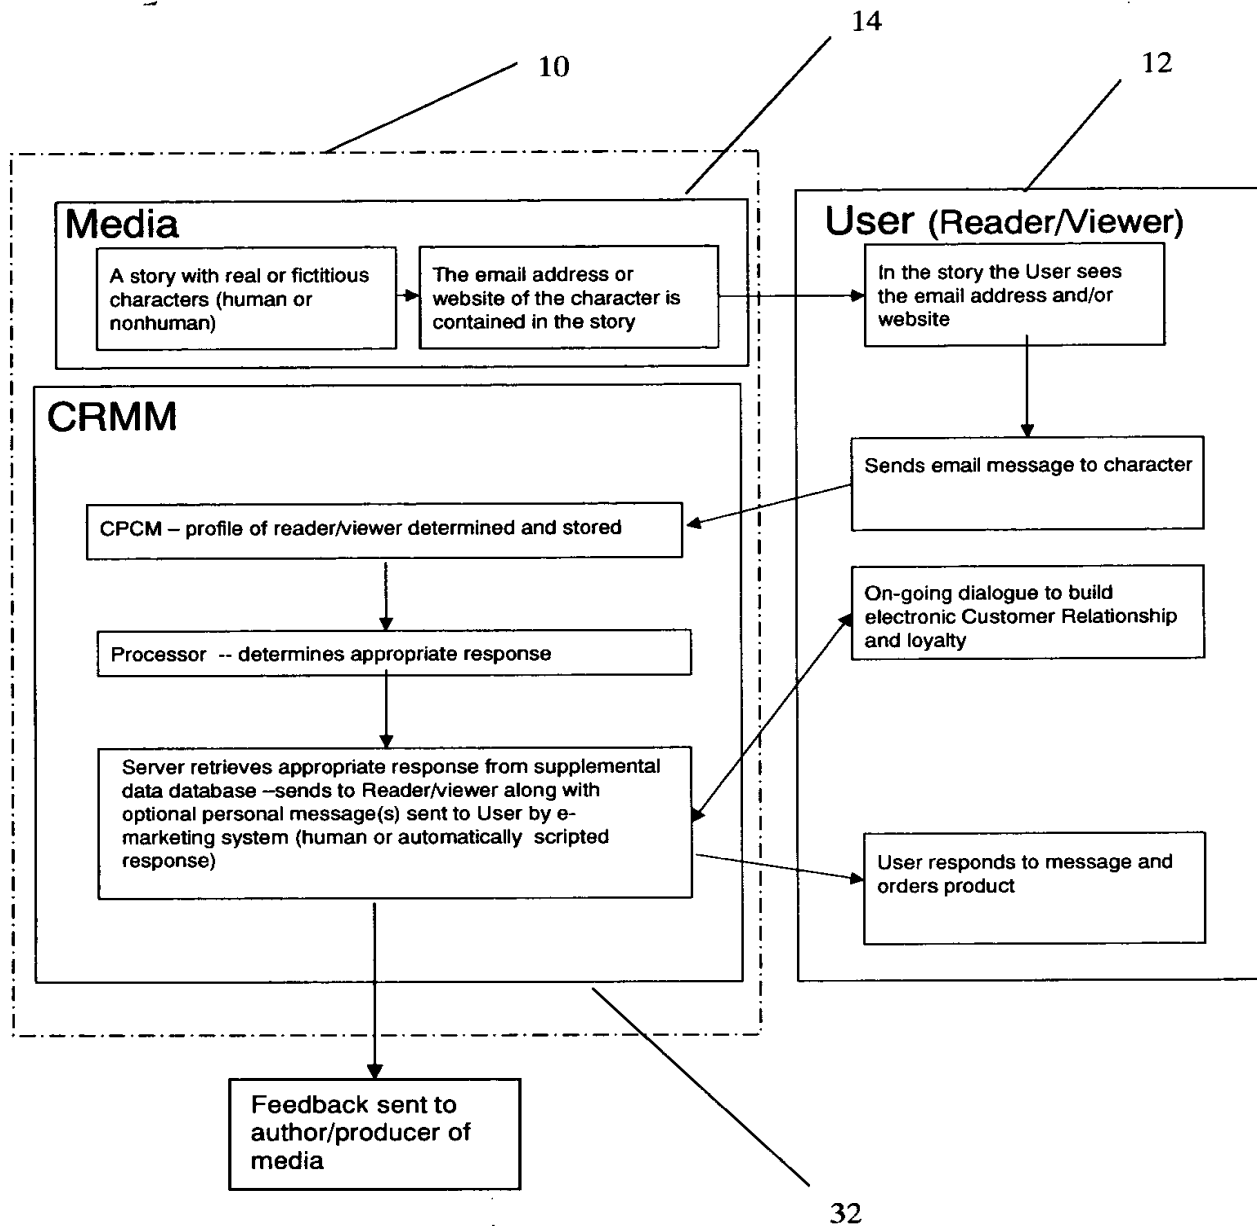 14
10
12
Media
User (Reader/Viewer)
A story with real or fictitious
characters (human or
nonhuman)
The email address or
website of the character is
contained in the story
In the story the User sees
the email address and/or
website
CRMM
Sends email message to character
CPCM – profile of reader/viewer determined and stored
On-going dialogue to build
electronic Customer Relationship
and loyalty
Processor -- determines appropriate response
Server retrieves appropriate response from supplemental
data database –sends to Reader/viewer along with
optional personal message(s) sent to User by e-
marketing system (human or automatically scripted
response)
User responds to message and
orders product
Feedback sent to
author/producer of
media
32